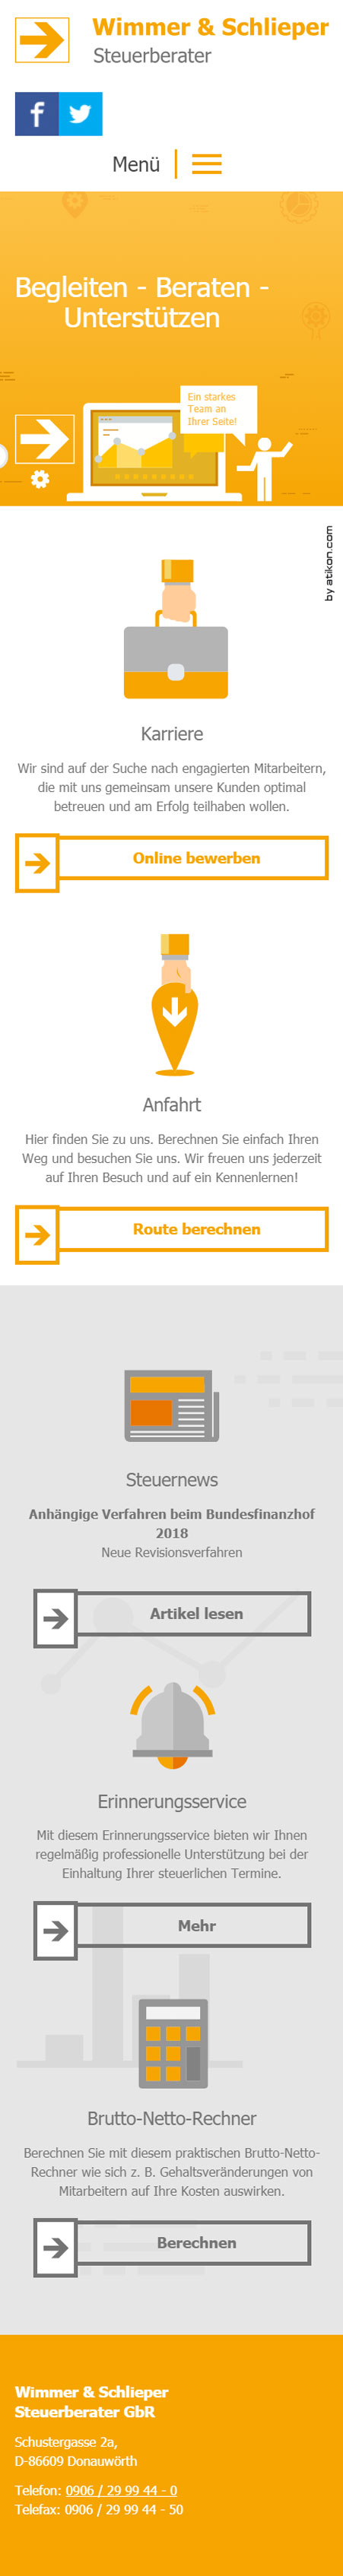 Wimmer & Schlieper
Steuerberater
Menü
Begleiten - Beraten -
Unterstützen
Ein starkes
Team an
Ihrer Seite!
by atikon.com
Karriere
Wir sind auf der Suche nach engagierten Mitarbeitern,
die mit uns gemeinsam unsere Kunden optimal
betreuen und am Erfolg teilhaben wollen.
Online bewerben
Anfahrt
Hier finden Sie zu uns. Berechnen Sie einfach Ihren
Weg und besuchen Sie uns. Wir freuen uns jederzeit
auf Ihren Besuch und auf ein Kennenlernen!
Route berechnen
Steuernews
Anhängige Verfahren beim Bundesfinanzhof
2018
Neue Revisionsverfahren
Artikel lesen
Erinnerungsservice
Mit diesem Erinnerungsservice bieten wir Ihnen
regelmäßig professionelle Unterstützung bei der
Einhaltung Ihrer steuerlichen Termine.
Mehr
Brutto-Netto-Rechner
Berechnen Sie mit diesem praktischen Brutto-Netto-
Rechner wie sich z. B. Gehaltsveränderungen von
Mitarbeitern auf Ihre Kosten auswirken.
Berechnen
Wimmer & Schlieper
Steuerberater GbR
Schustergasse 2a,
D-86609 Donauwörth
Telefon: 0906 / 29 99 44 - 0
Telefax: 0906 / 29 99 44 - 50